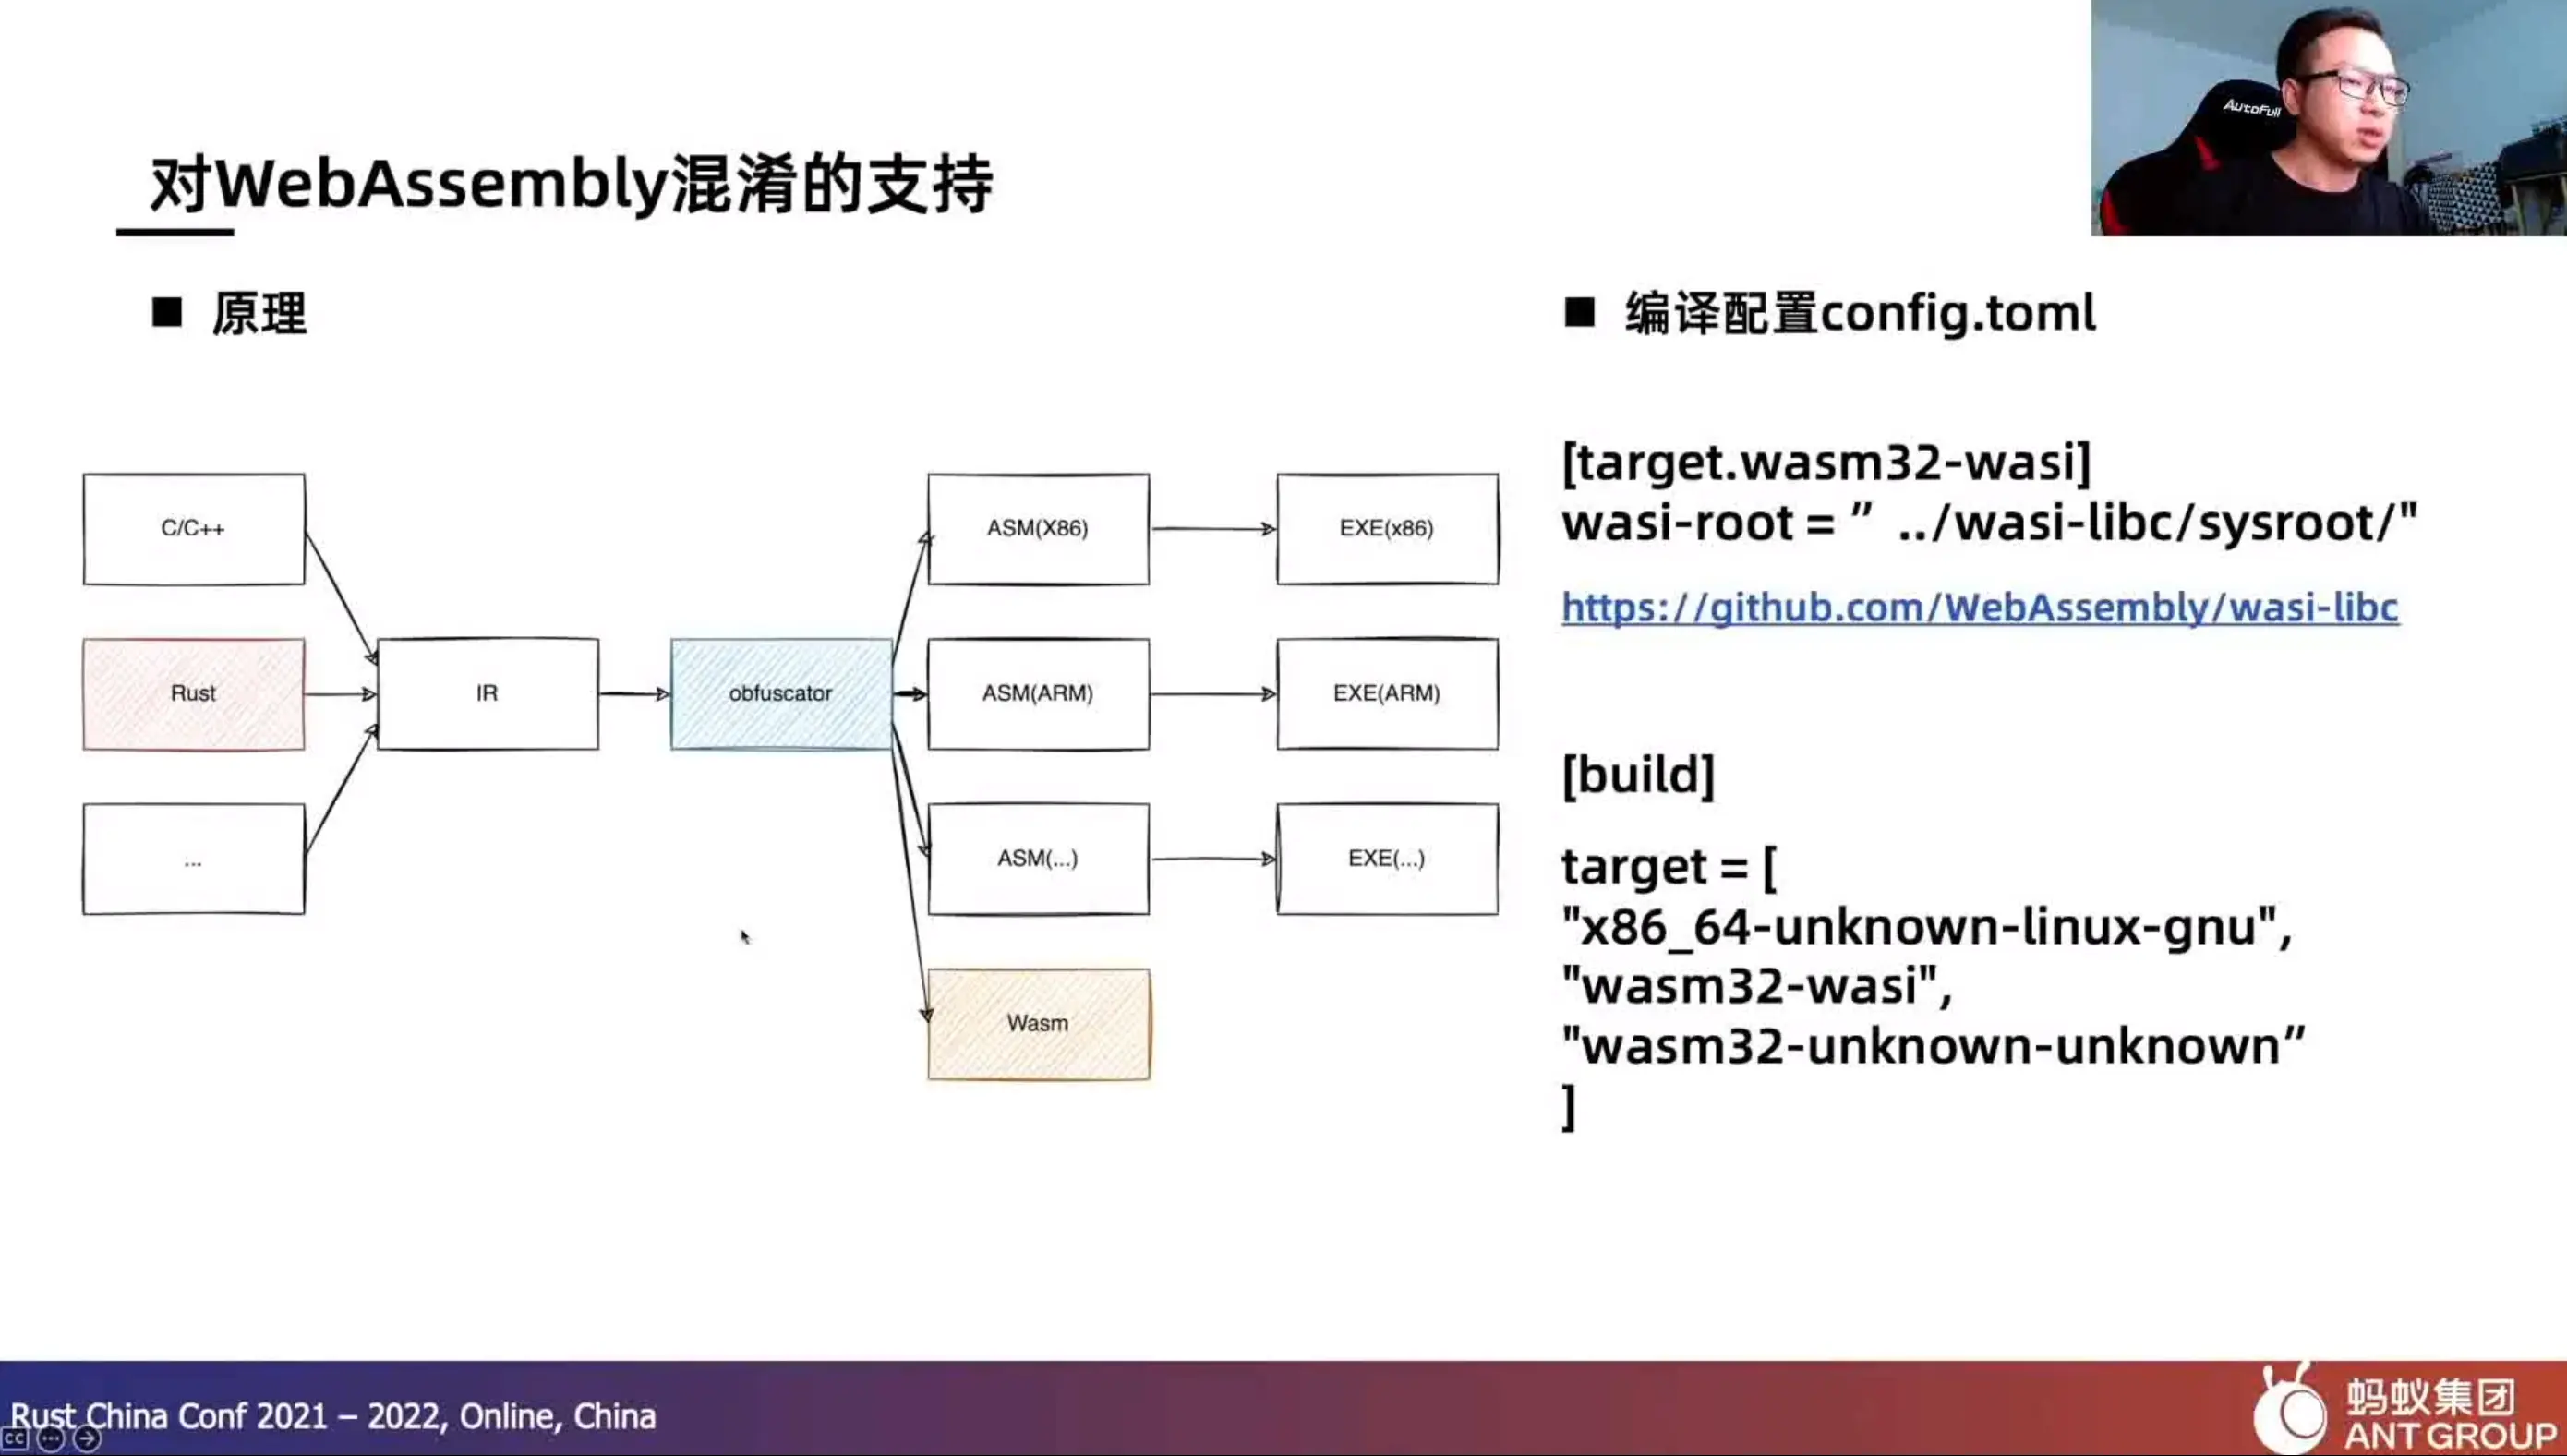 AutoFull
对WebAssembly混淆的支持
■ 原理
C/C++
Rust
...
IR
obfuscator
ASM(X86)
EXE(x86)
ASM(ARM)
EXE(ARM)
ASM(...)
EXE(...)
Wasm
■ 编译配置config.toml
[target.wasm32-wasi]
wasi-root = ” ../wasi-libc/sysroot/"
https://github.com/WebAssembly/wasi-libc
[build]
target = [
"x86_64-unknown-linux-gnu",
"wasm32-wasi",
"wasm32-unknown-unknown”
]
Rust China Conf 2021 – 2022, Online, China
CC
蚂蚁集团
ANT GROUP